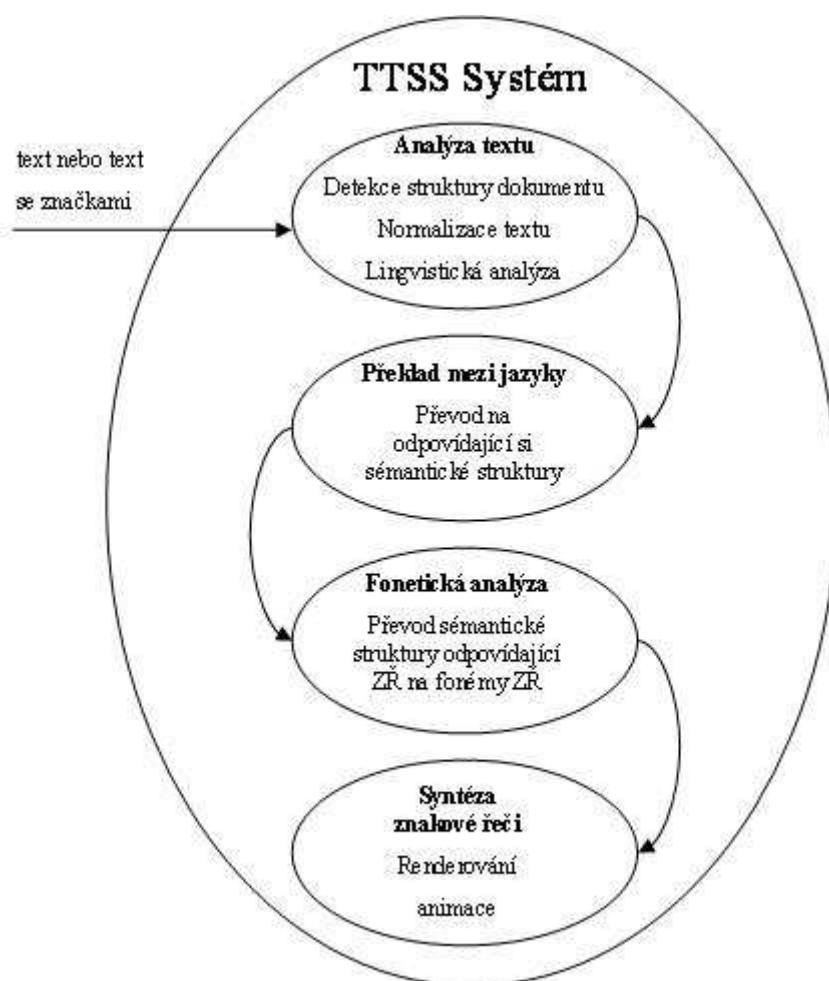 TTSS Systém
text nebo text
se značkami
Analýza textu
Detekce struktury dokumentu
Normalizace textu
Lingvistická analýza
Překlad mezi jazyky
Převod na
odpovídající si
sémantické struktury
Fonetická analýza
Převod sémantické
struktury odpovídající
ZŘ na fonémy ZŘ
Syntéza
znakové řeči
Renderování
animace